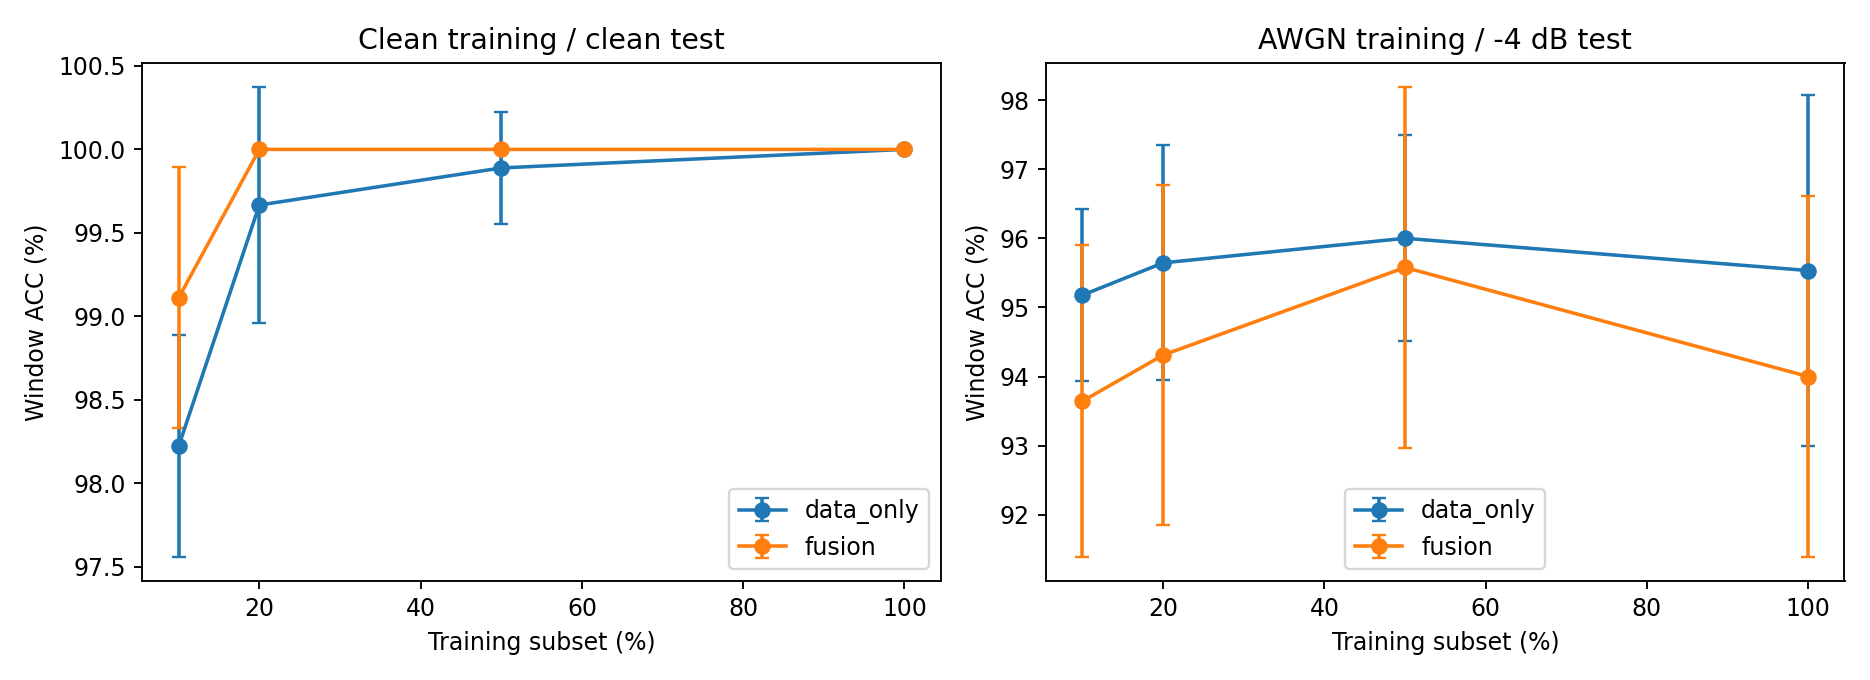 Clean training / clean test
100.5
100.0
99.5
99.0
98.5
98.0
97.5
Window ACC (%)
20 40 60 80 100
Training subset (%)
data_only
fusion
AWGN training / -4 dB test
98
97
96
95
94
93
92
Window ACC (%)
20 40 60 80 100
Training subset (%)
data_only
fusion